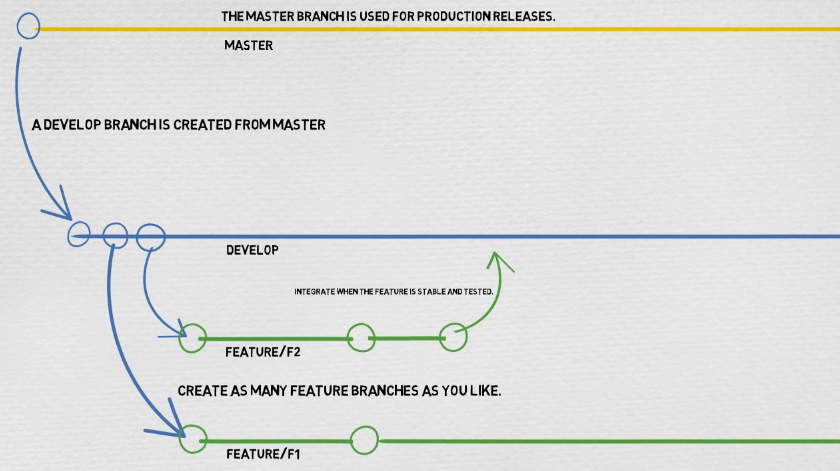 THE MASTER BRANCH IS USED FOR PRODUCTION RELEASES.
MASTER
A DEVELOP BRANCH IS CREATED FROM MASTER
DEVELOP
INTEGRATE WHEN THE FEATURE IS STABLE AND TESTED.
FEATURE/F2
CREATE AS MANY FEATURE BRANCHES AS YOU LIKE.
FEATURE/F1